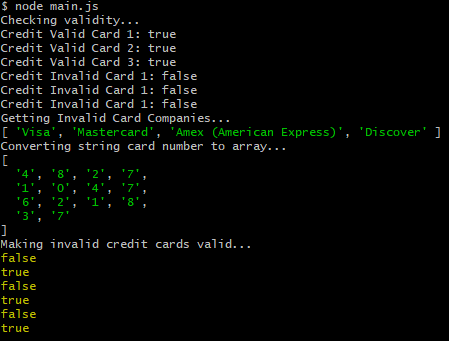 $ node main.js
Checking validity...
Credit Valid Card 1: true
Credit Valid Card 2: true
Credit Valid Card 3: true
Credit Invalid Card 1: false
Credit Invalid Card 1: false
Credit Invalid Card 1: false
Getting Invalid Card Companies...
[ 'Visa', 'Mastercard', 'Amex (American Express)', 'Discover' ]
Converting string card number to array...
[
  '4', '8', '2', '7',
  '1', '0', '4', '7',
  '6', '2', '1', '8',
  '3', '7'
]
Making invalid credit cards valid...
false
true
false
true
false
true